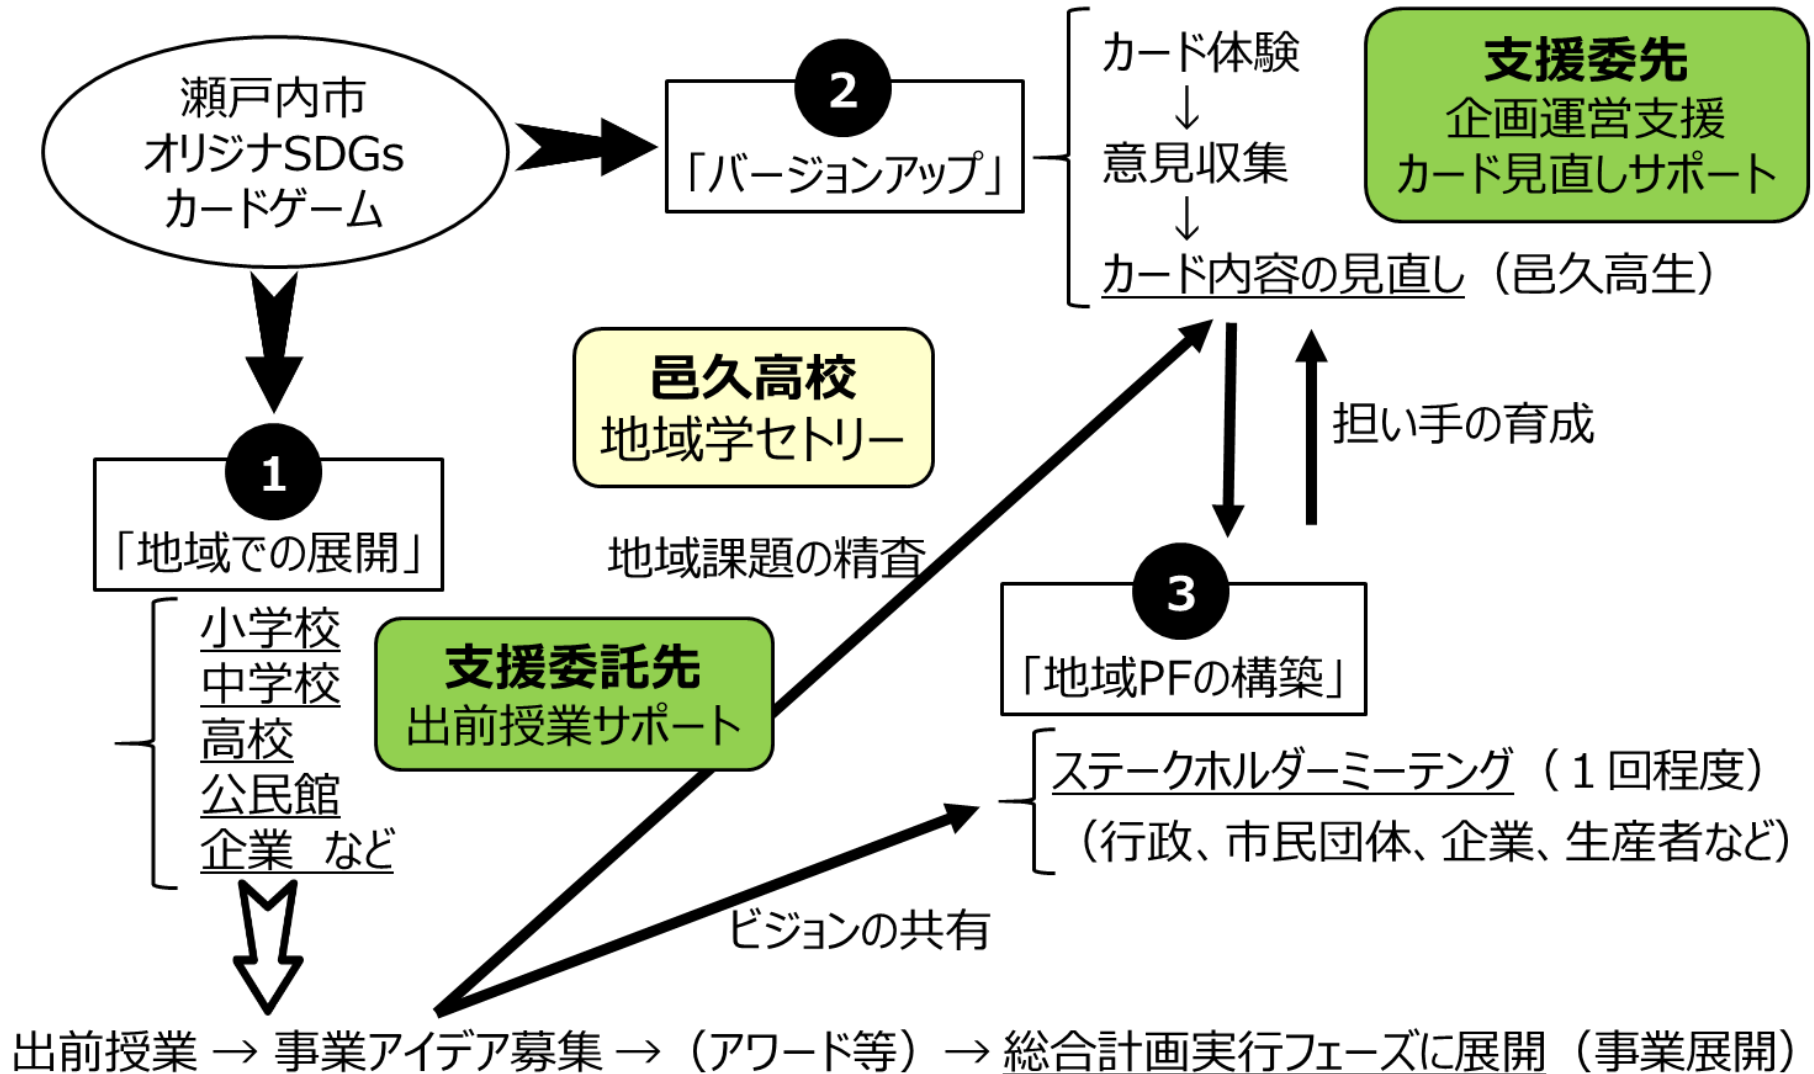 瀬戸内市
オリジナSDGs
カードゲーム
2
「バージョンアップ」
カード体験
↓
意見収集
↓
カード内容の見直し（邑久高生）
支援委先
企画運営支援
カード見直しサポート
邑久高校
地域学セトリー
担い手の育成
1
「地域での展開」
小学校
中学校
高校
公民館
企業　など
地域課題の精査
支援委託先
出前授業サポート
3
「地域PFの構築」
ステークホルダーミーテング（１回程度）
（行政、市民団体、企業、生産者など）
ビジョンの共有
出前授業 → 事業アイデア募集 →（アワード等）→ 総合計画実行フェーズに展開（事業展開）